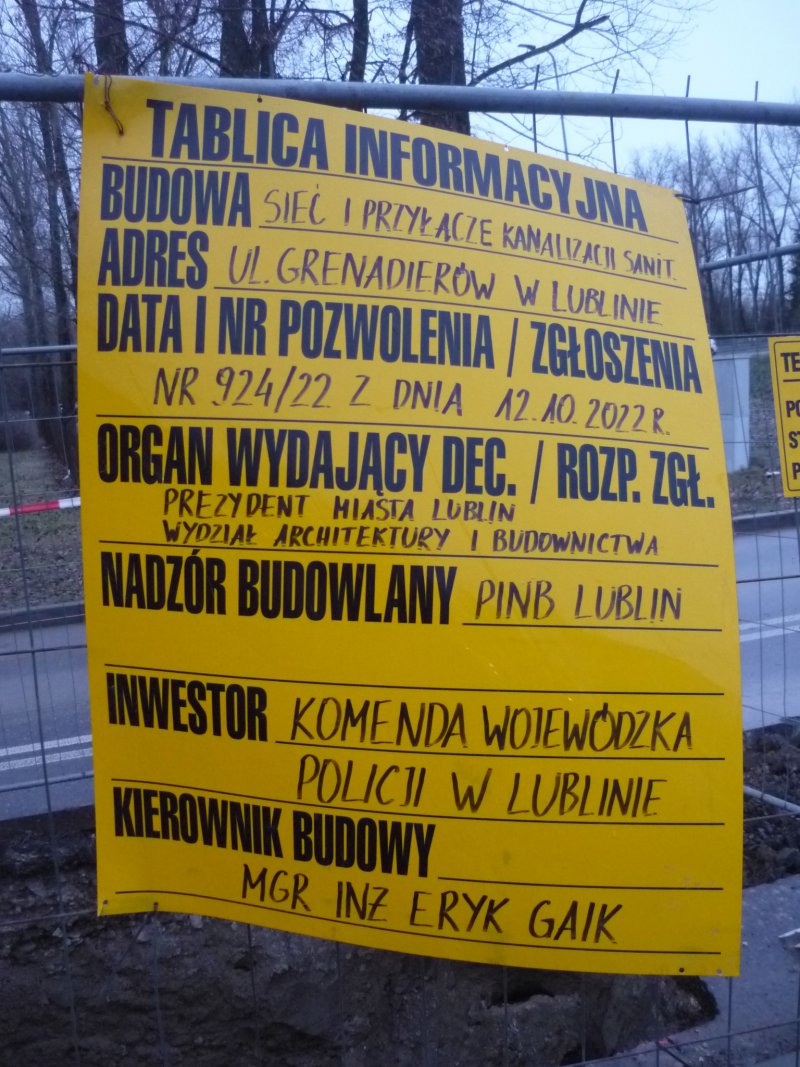 TABLICA INFORMACYJNA
BUDOWA SIEĆ I PRZYŁĄCZE KANALIZACJI SANIT.
ADRES UL. GRENADIERÓW W LUBLINIE
DATA I NR POZWOLENIA / ZGŁOSZENIA
NR 924/22 Z DNIA 12.10.2022 R.
ORGAN WYDAJĄCY DEC. / ROZP. ZGŁ.
PREZYDENT MIASTA LUBLIN
WYDZIAŁ ARCHITEKTURY I BUDOWNICTWA
NADZÓR BUDOWLANY PINB LUBLIN
INWESTOR KOMENDA WOJEWÓDZKA
POLICJI W LUBLINIE
KIEROWNIK BUDOWY
MGR INŻ ERYK GAIK